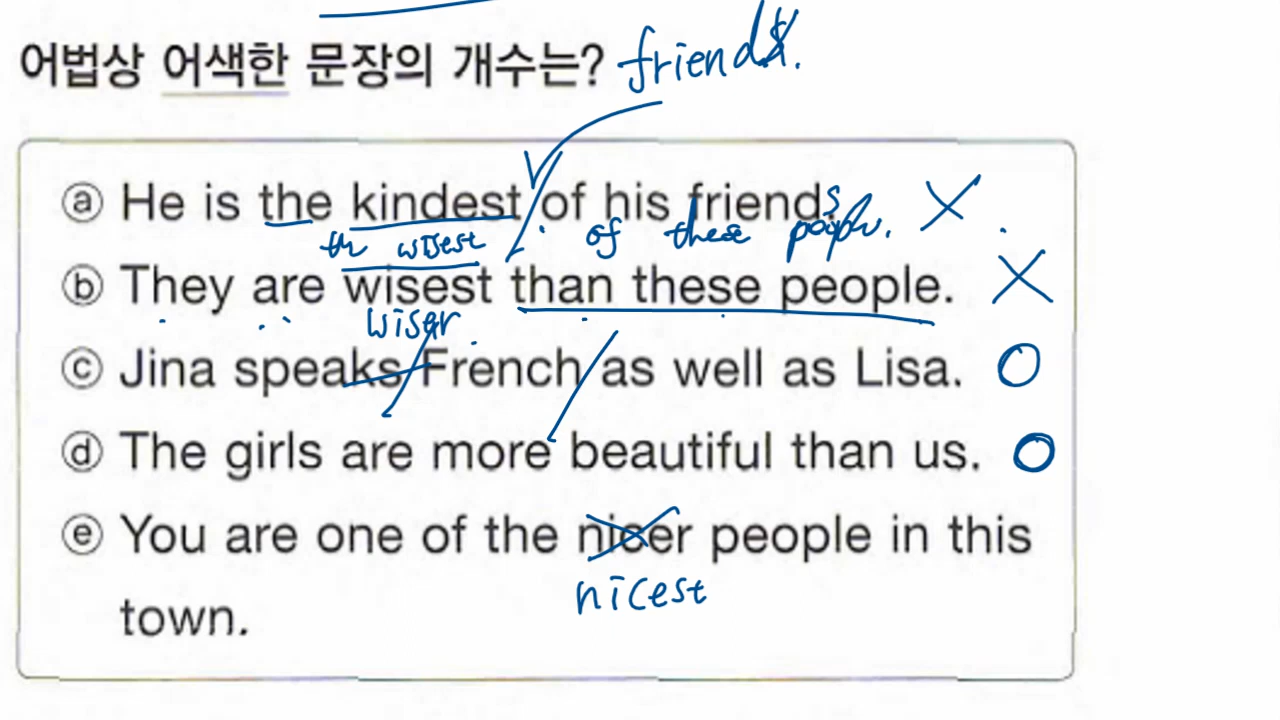 어법상 어색한 문장의 개수는? friends.
ⓐ He is the kindest of his friends X
the wisest of these people.
ⓑ They are wisest than these people. X
wiser
ⓒ Jina speaks French as well as Lisa. O
ⓓ The girls are more beautiful than us. O
ⓔ You are one of the nicer people in this
nicest
town.